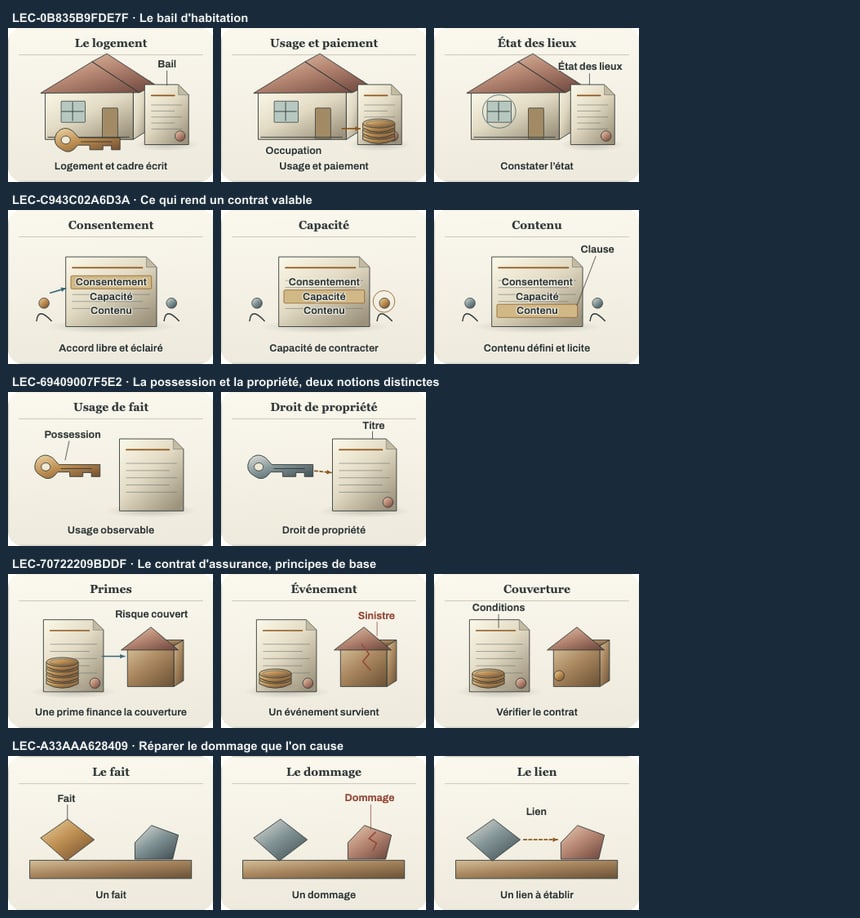 LEC-0B835B9FDE7F · Le bail d'habitation
Le logement
Bail
Logement et cadre écrit
Usage et paiement
Occupation
Usage et paiement
État des lieux
État des lieux
Constater l'état
LEC-C943C02A6D3A · Ce qui rend un contrat valable
Consentement
Consentement
Capacité
Contenu
Accord libre et éclairé
Capacité
Consentement
Capacité
Contenu
Capacité de contracter
Contenu
Clause
Consentement
Capacité
Contenu
Contenu défini et licite
LEC-69409007F5E2 · La possession et la propriété, deux notions distinctes
Usage de fait
Possession
Usage observable
Droit de propriété
Titre
Droit de propriété
LEC-70722209BDDF · Le contrat d'assurance, principes de base
Primes
Risque couvert
Une prime finance la couverture
Événement
Sinistre
Un événement survient
Couverture
Conditions
Vérifier le contrat
LEC-A33AAA628409 · Réparer le dommage que l'on cause
Le fait
Fait
Un fait
Le dommage
Dommage
Un dommage
Le lien
Lien
Un lien à établir